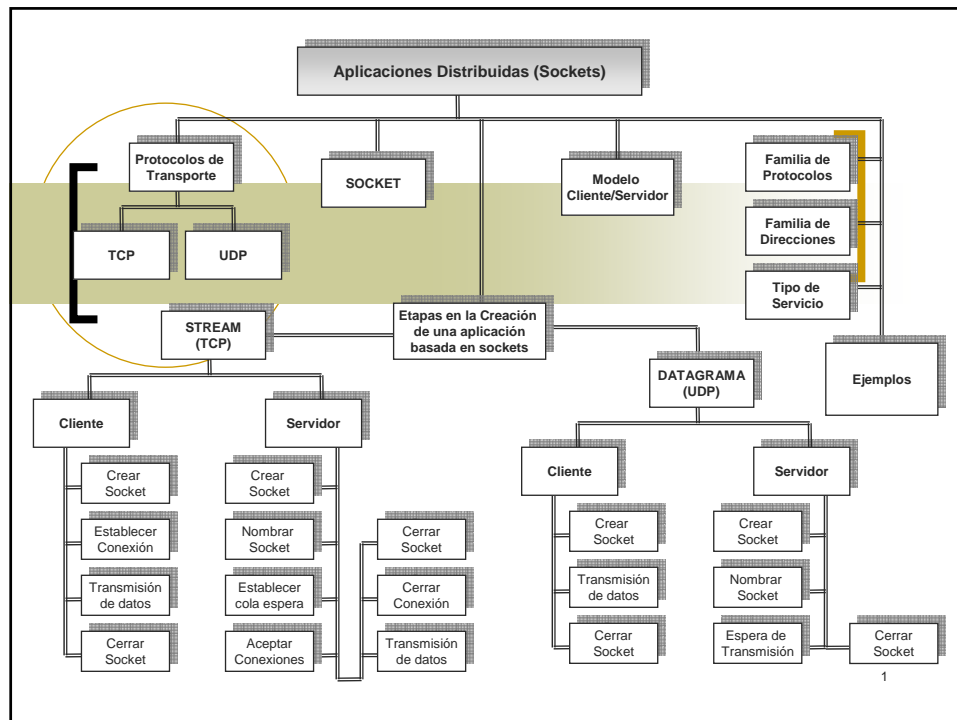 Aplicaciones Distribuidas (Sockets)
Protocolos de
Transporte
SOCKET
Modelo
Cliente/Servidor
Familia de
Protocolos
TCP
UDP
Familia de
Direcciones
Tipo de
Servicio
STREAM
(TCP)
Etapas en la Creación
de una aplicación
basada en sockets
DATAGRAMA
(UDP)
Ejemplos
Cliente
Servidor
Crear
Socket
Establecer
Conexión
Transmisión
de datos
Cerrar
Socket
Crear
Socket
Nombrar
Socket
Establecer
cola espera
Aceptar
Conexiones
Cerrar
Socket
Cerrar
Conexión
Transmisión
de datos
Cliente
Servidor
Crear
Socket
Transmisión
de datos
Cerrar
Socket
Crear
Socket
Nombrar
Socket
Espera de
Transmisión
Cerrar
Socket
1